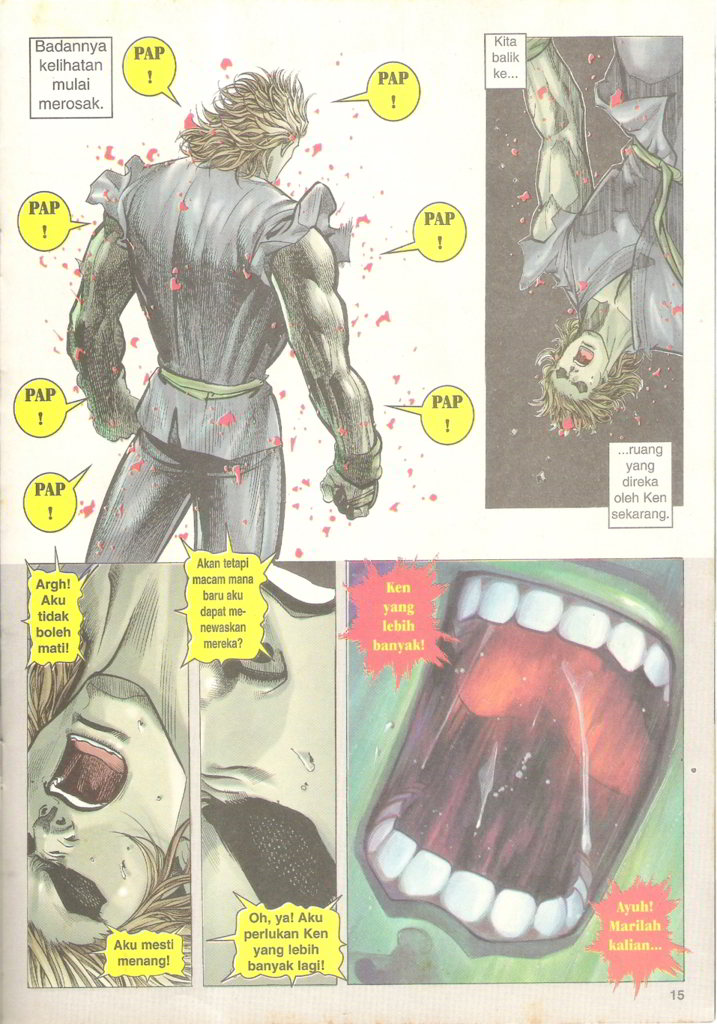 Badannya
kelihatan
mulai
merosak.
PAP
!
PAP
!
PAP
!
PAP
!
PAP
!
PAP
!
PAP
!
Kita
balik
ke...
...ruang
yang
direka
oleh Ken
sekarang.
Argh!
Aku
tidak
boleh
mati!
Aku mesti
menang!
Akan tetapi
macam mana
baru aku
dapat me-
newaskan
mereka?
Oh, ya! Aku
perlukan Ken
yang lebih
banyak lagi!
Ken
yang
lebih
banyak!
Ayuh!
Marilah
kalian...
15